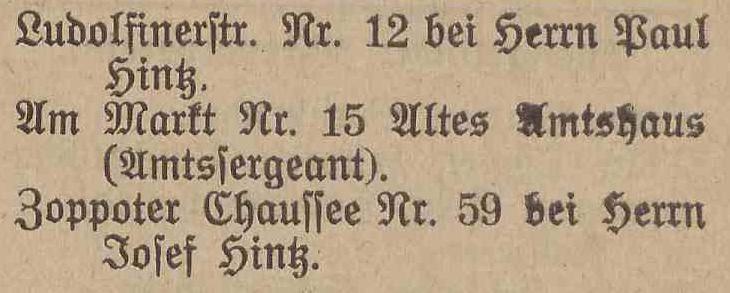 Ludolfinerſtr. Nr. 12 bei Herrn Paul
Hintz.
Am Markt Nr. 15 Altes Amtshaus
(Amtsſergeant).
Zoppoter Chauſſee Nr. 59 bei Herrn
Joſef Hintz.